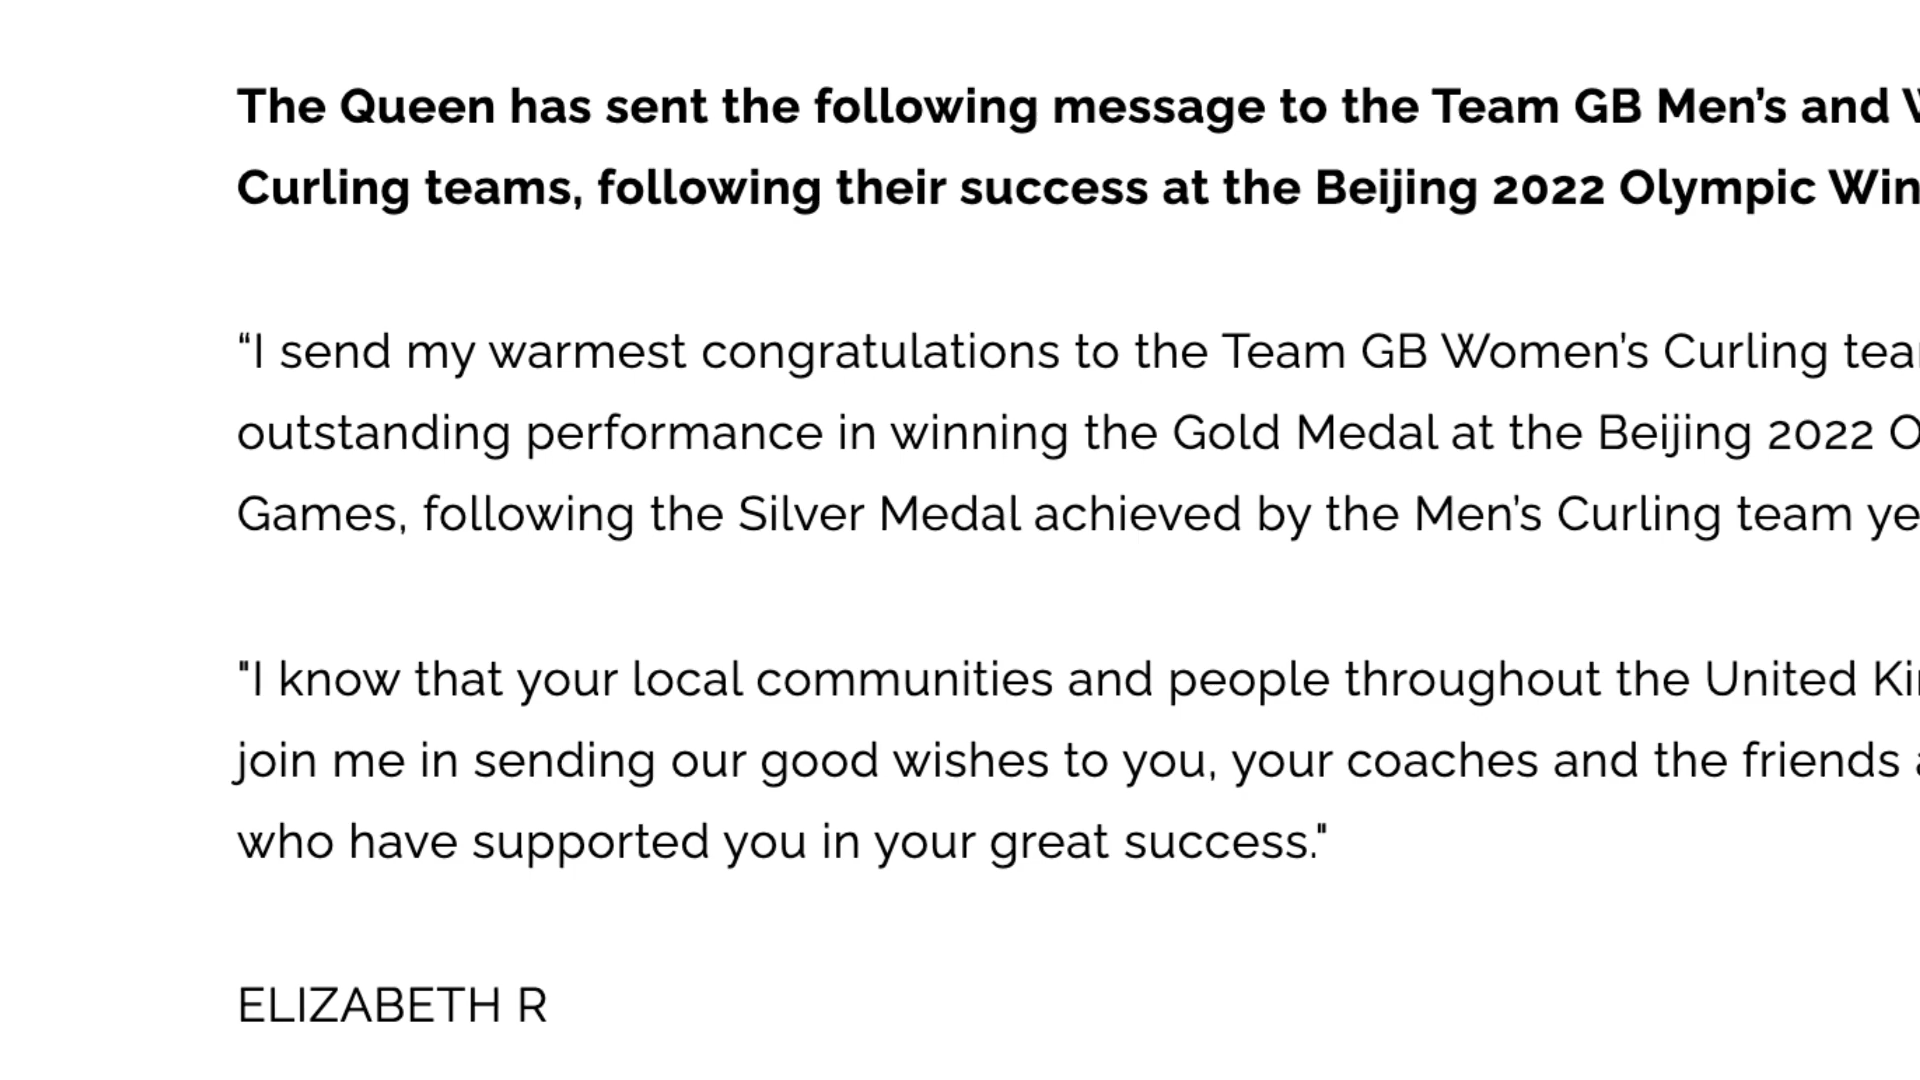 The Queen has sent the following message to the Team GB Men’s and
Curling teams, following their success at the Beijing 2022 Olympic
“I send my warmest congratulations to the Team GB Women’s Curling
outstanding performance in winning the Gold Medal at the Beijing 2022
Games, following the Silver Medal achieved by the Men’s Curling team
"I know that your local communities and people throughout the United
join me in sending our good wishes to you, your coaches and the friends
who have supported you in your great success."
ELIZABETH R